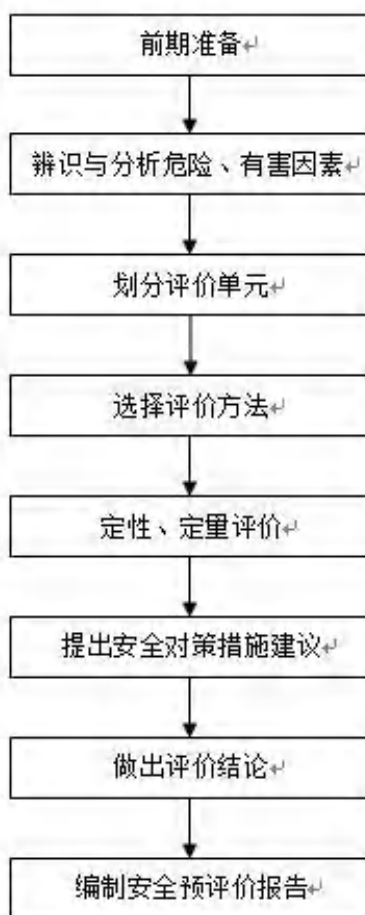 前期准备↵
辨识与分析危险、有害因素↵
划分评价单元↵
选择评价方法↵
定性、定量评价↵
提出安全对策措施建议↵
做出评价结论↵
编制安全预评价报告↵